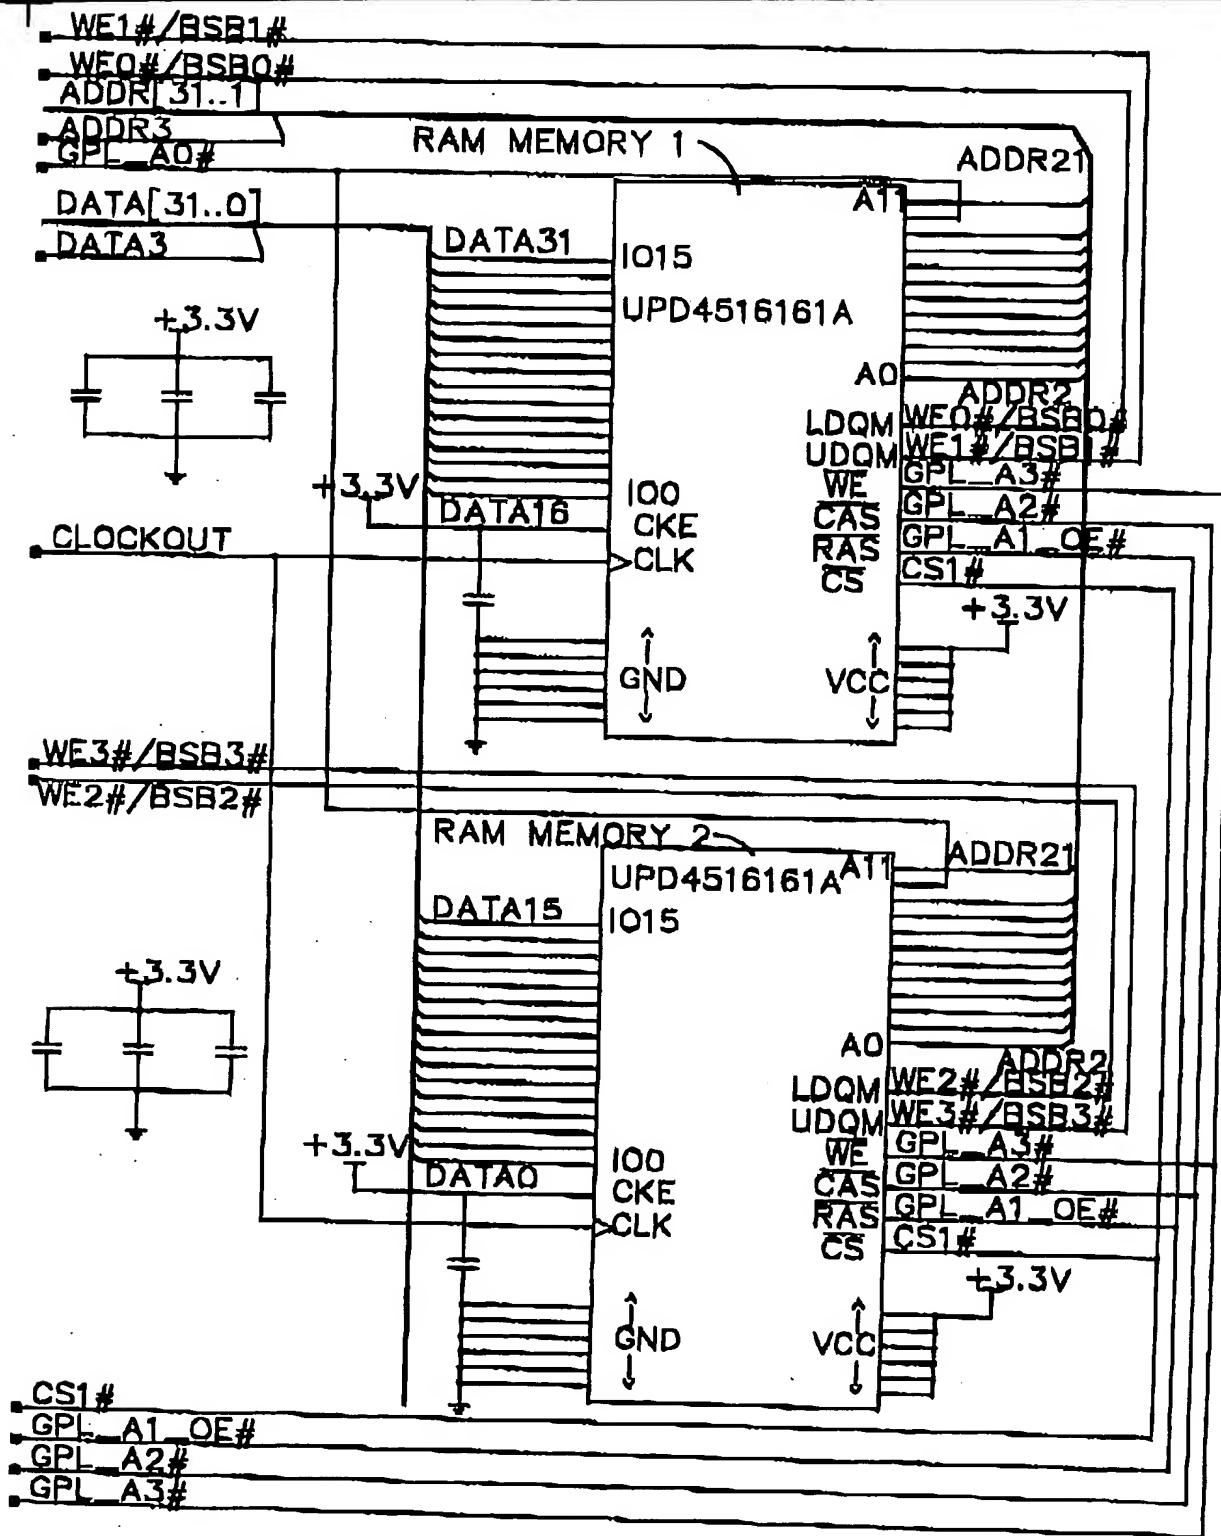 WE1#/BSB1#
WE0#/BSB0#
ADDR[31..1]
ADDR3
GPL_A0#
RAM MEMORY 1
ADDR21
A11
DATA[31..0]
DATA3
DATA31
IO15
UPD4516161A
+3.3V
A0
ADDR2
LDQM WE0#/BSB0#
UDQM WE1#/BSB1#
+3.3V
IO0
WE GPL_A3#
DATA16
CKE
CAS GPL_A2#
CLOCKOUT
CLK
RAS GPL_A1_OE#
CS CS1#
+3.3V
GND
VCC
WE3#/BSB3#
WE2#/BSB2#
RAM MEMORY 2
UPD4516161A
A11
ADDR21
DATA15
IO15
+3.3V
A0
ADDR2
LDQM WE2#/BSB2#
UDQM WE3#/BSB3#
+3.3V
IO0
WE GPL_A3#
DATA0
CKE
CAS GPL_A2#
CLK
RAS GPL_A1_OE#
CS CS1#
+3.3V
GND
VCC
CS1#
GPL_A1_OE#
GPL_A2#
GPL_A3#